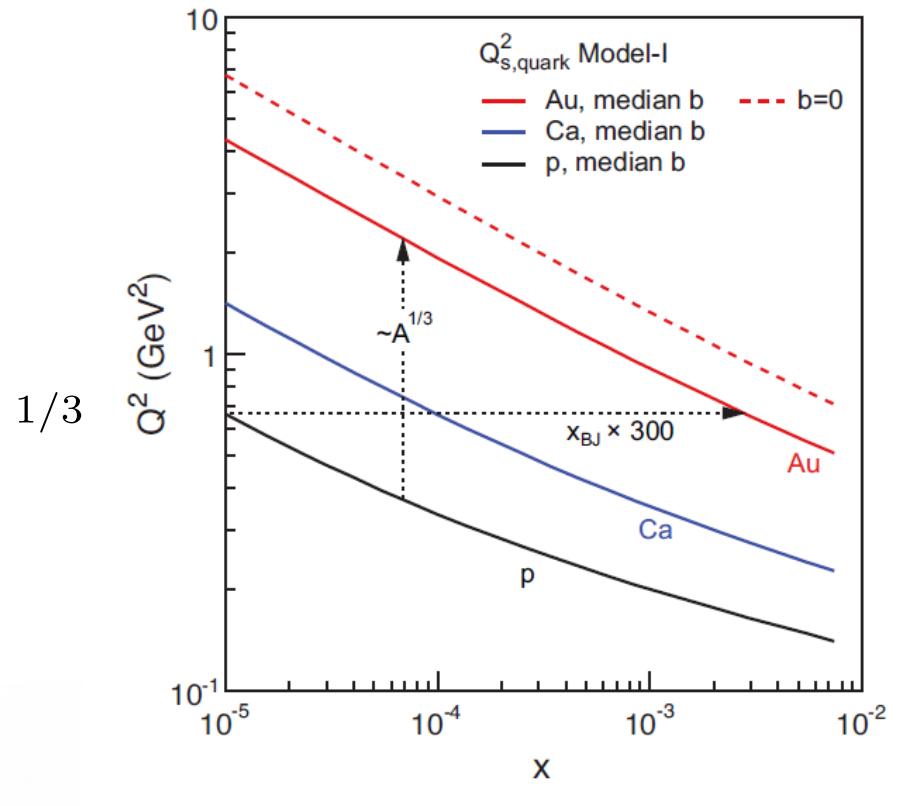 10
Q²s,quark Model-I
Au, median b
b=0
Ca, median b
p, median b
~A^1/3
Q² (GeV²)
1
1/3
x_BJ × 300
Au
Ca
p
10^-1
10^-5
10^-4
10^-3
10^-2
x